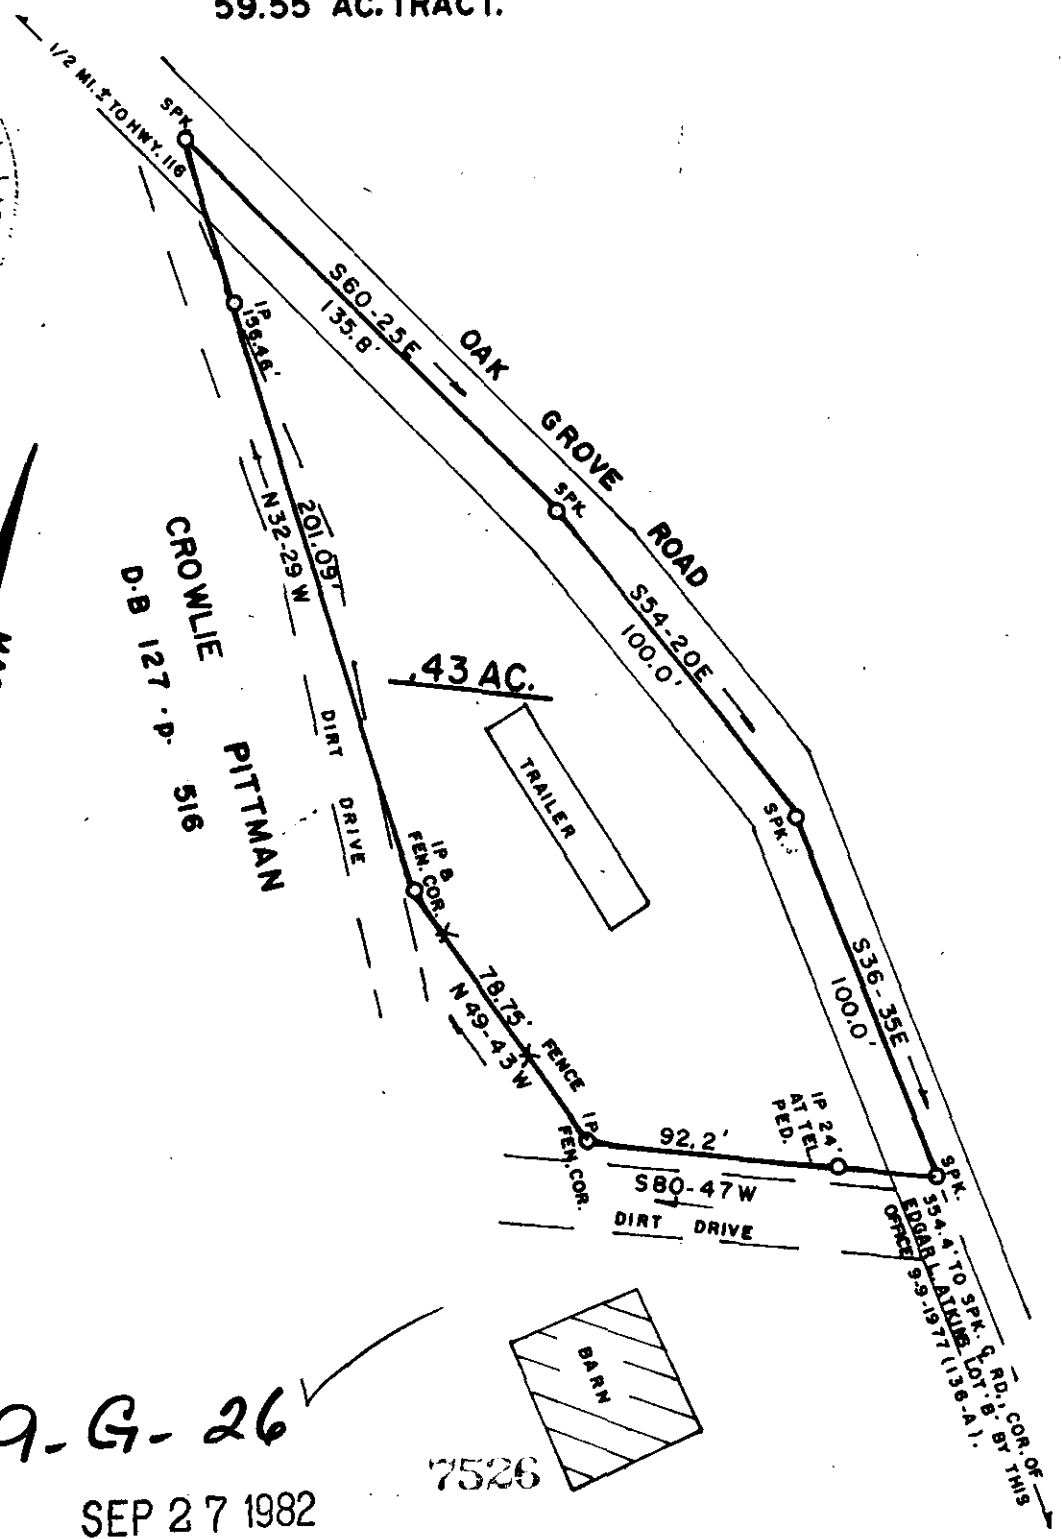 59.55 AC. TRACT.
1/2 MI. ± TO HWY. 116
SPK.
S60-25E
135.8'
OAK GROVE ROAD
IP
156.46'
201.09'
N32-29 W
SPK.
CROWLIE PITTMAN
D.B 127 . P. 516
S54-20E
100.0'
.43 AC.
DIRT DRIVE
TRAILER
SPK.
IP &
FEN. COR.
78.75'
N49-43W
FENCE
S36-35E
100.0'
IP
FEN. COR.
92.2'
S80-47W
IP 24'
AT TEL.
PED.
SPK.
DIRT DRIVE
354.4' TO SPK. ℄ RD., COR. OF
EDGAR L. ATKINS LOT "B" BY THIS
OFFICE 9-9-1977 (136-A).
BARN
9-G-26
7526
SEP 27 1982